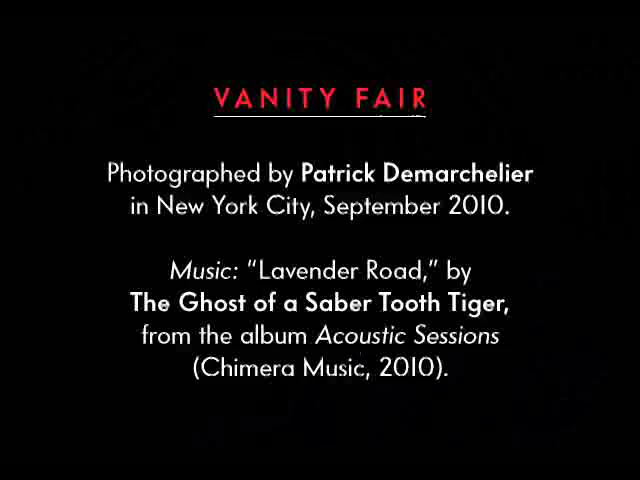 VANITY FAIR
Photographed by Patrick Demarchelier
in New York City, September 2010.
Music: “Lavender Road,” by
The Ghost of a Saber Tooth Tiger,
from the album Acoustic Sessions
(Chimera Music, 2010).